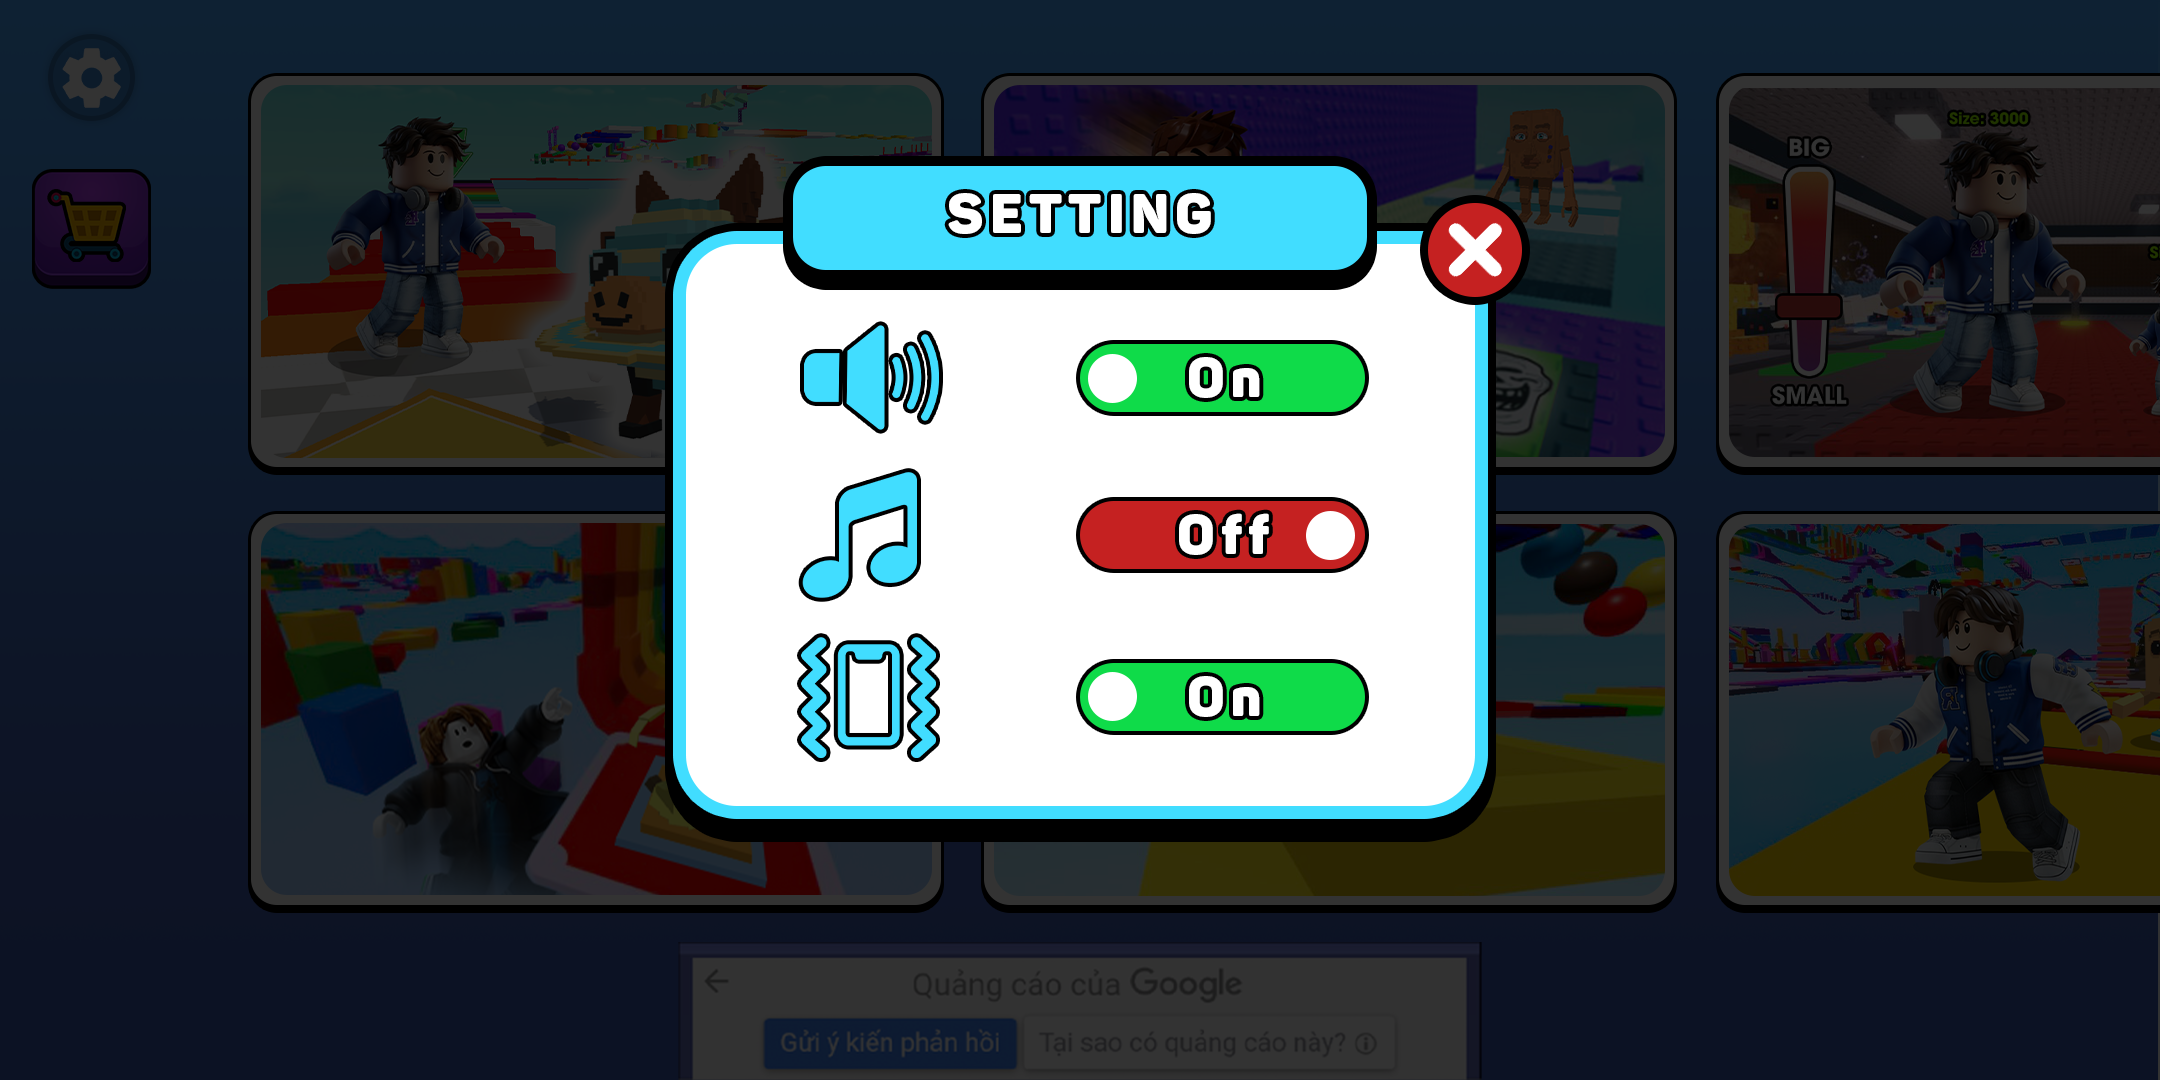 SETTING
On
Off
On
Size: 3000
BIG
SMALL
Quảng cáo của Google
Gửi ý kiến phản hồi
Tại sao có quảng cáo này?